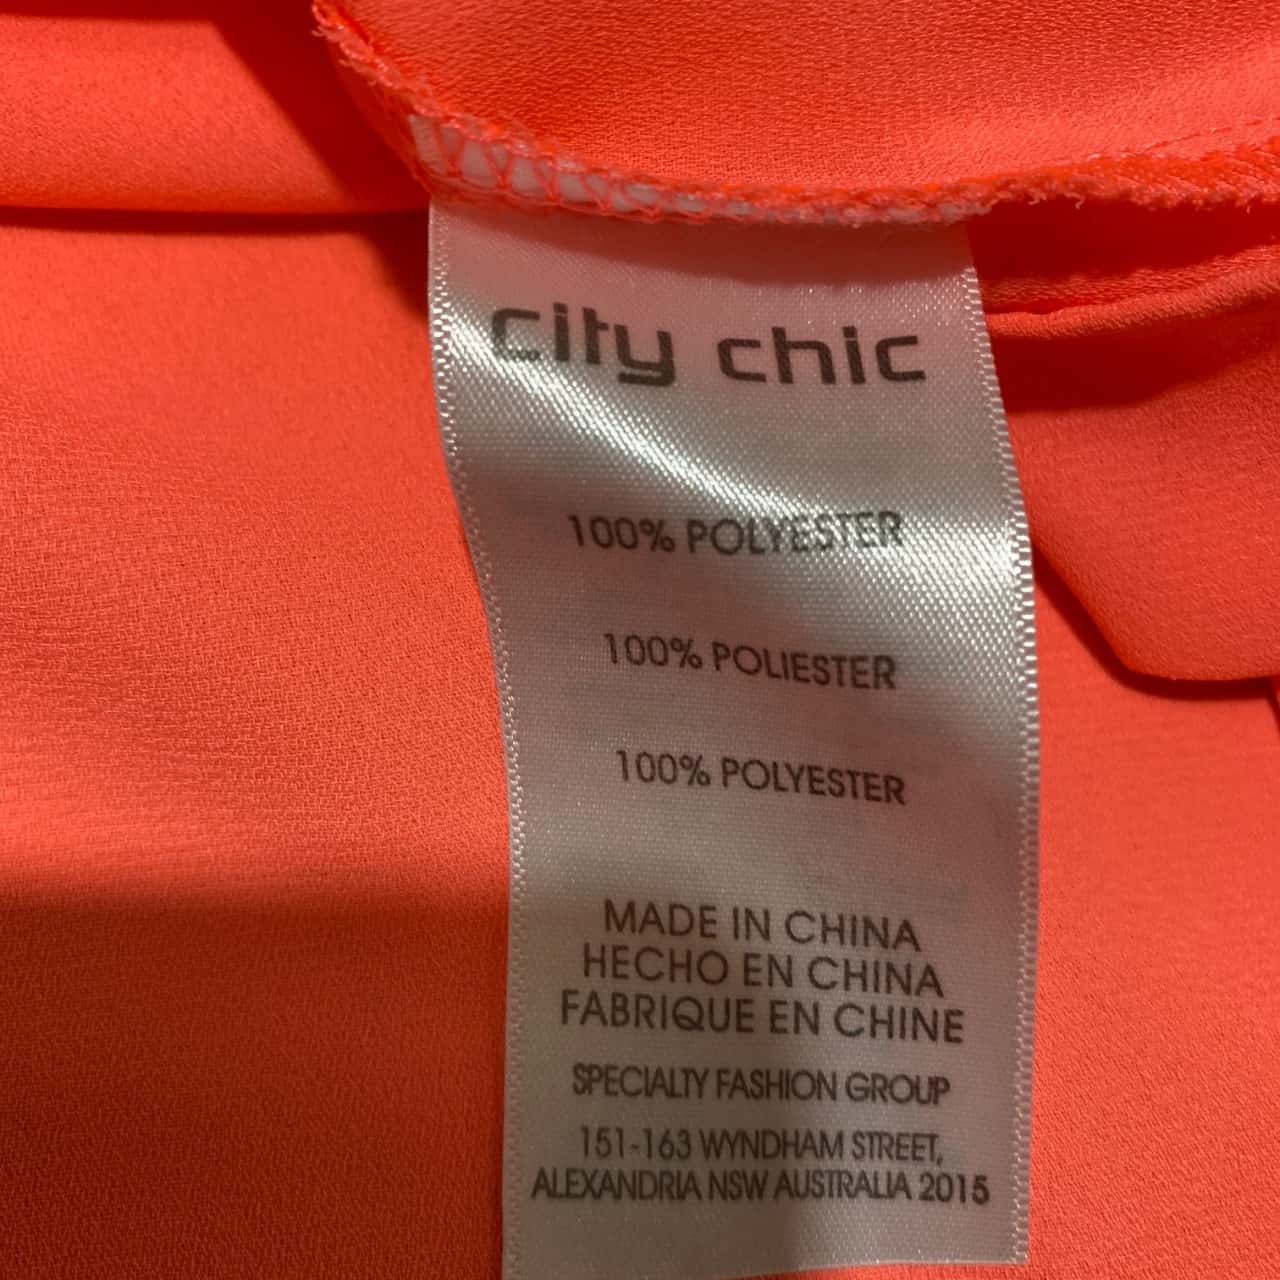 city chic
100% POLYESTER
100% POLIESTER
100% POLYESTER
MADE IN CHINA
HECHO EN CHINA
FABRIQUE EN CHINE
SPECIALTY FASHION GROUP
151-163 WYNDHAM STREET,
ALEXANDRIA NSW AUSTRALIA 2015